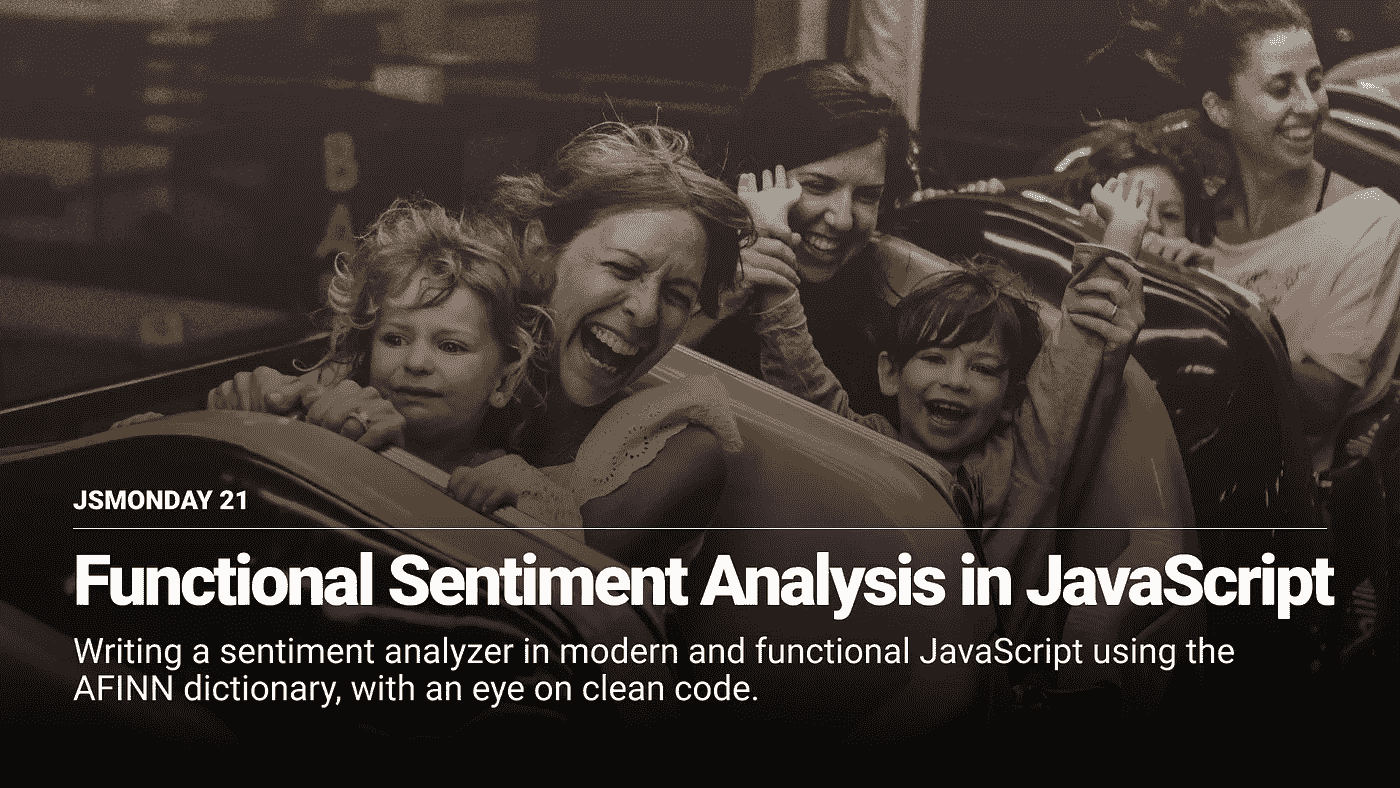 JSMONDAY 21
Functional Sentiment Analysis in JavaScript
Writing a sentiment analyzer in modern and functional JavaScript using the
AFINN dictionary, with an eye on clean code.